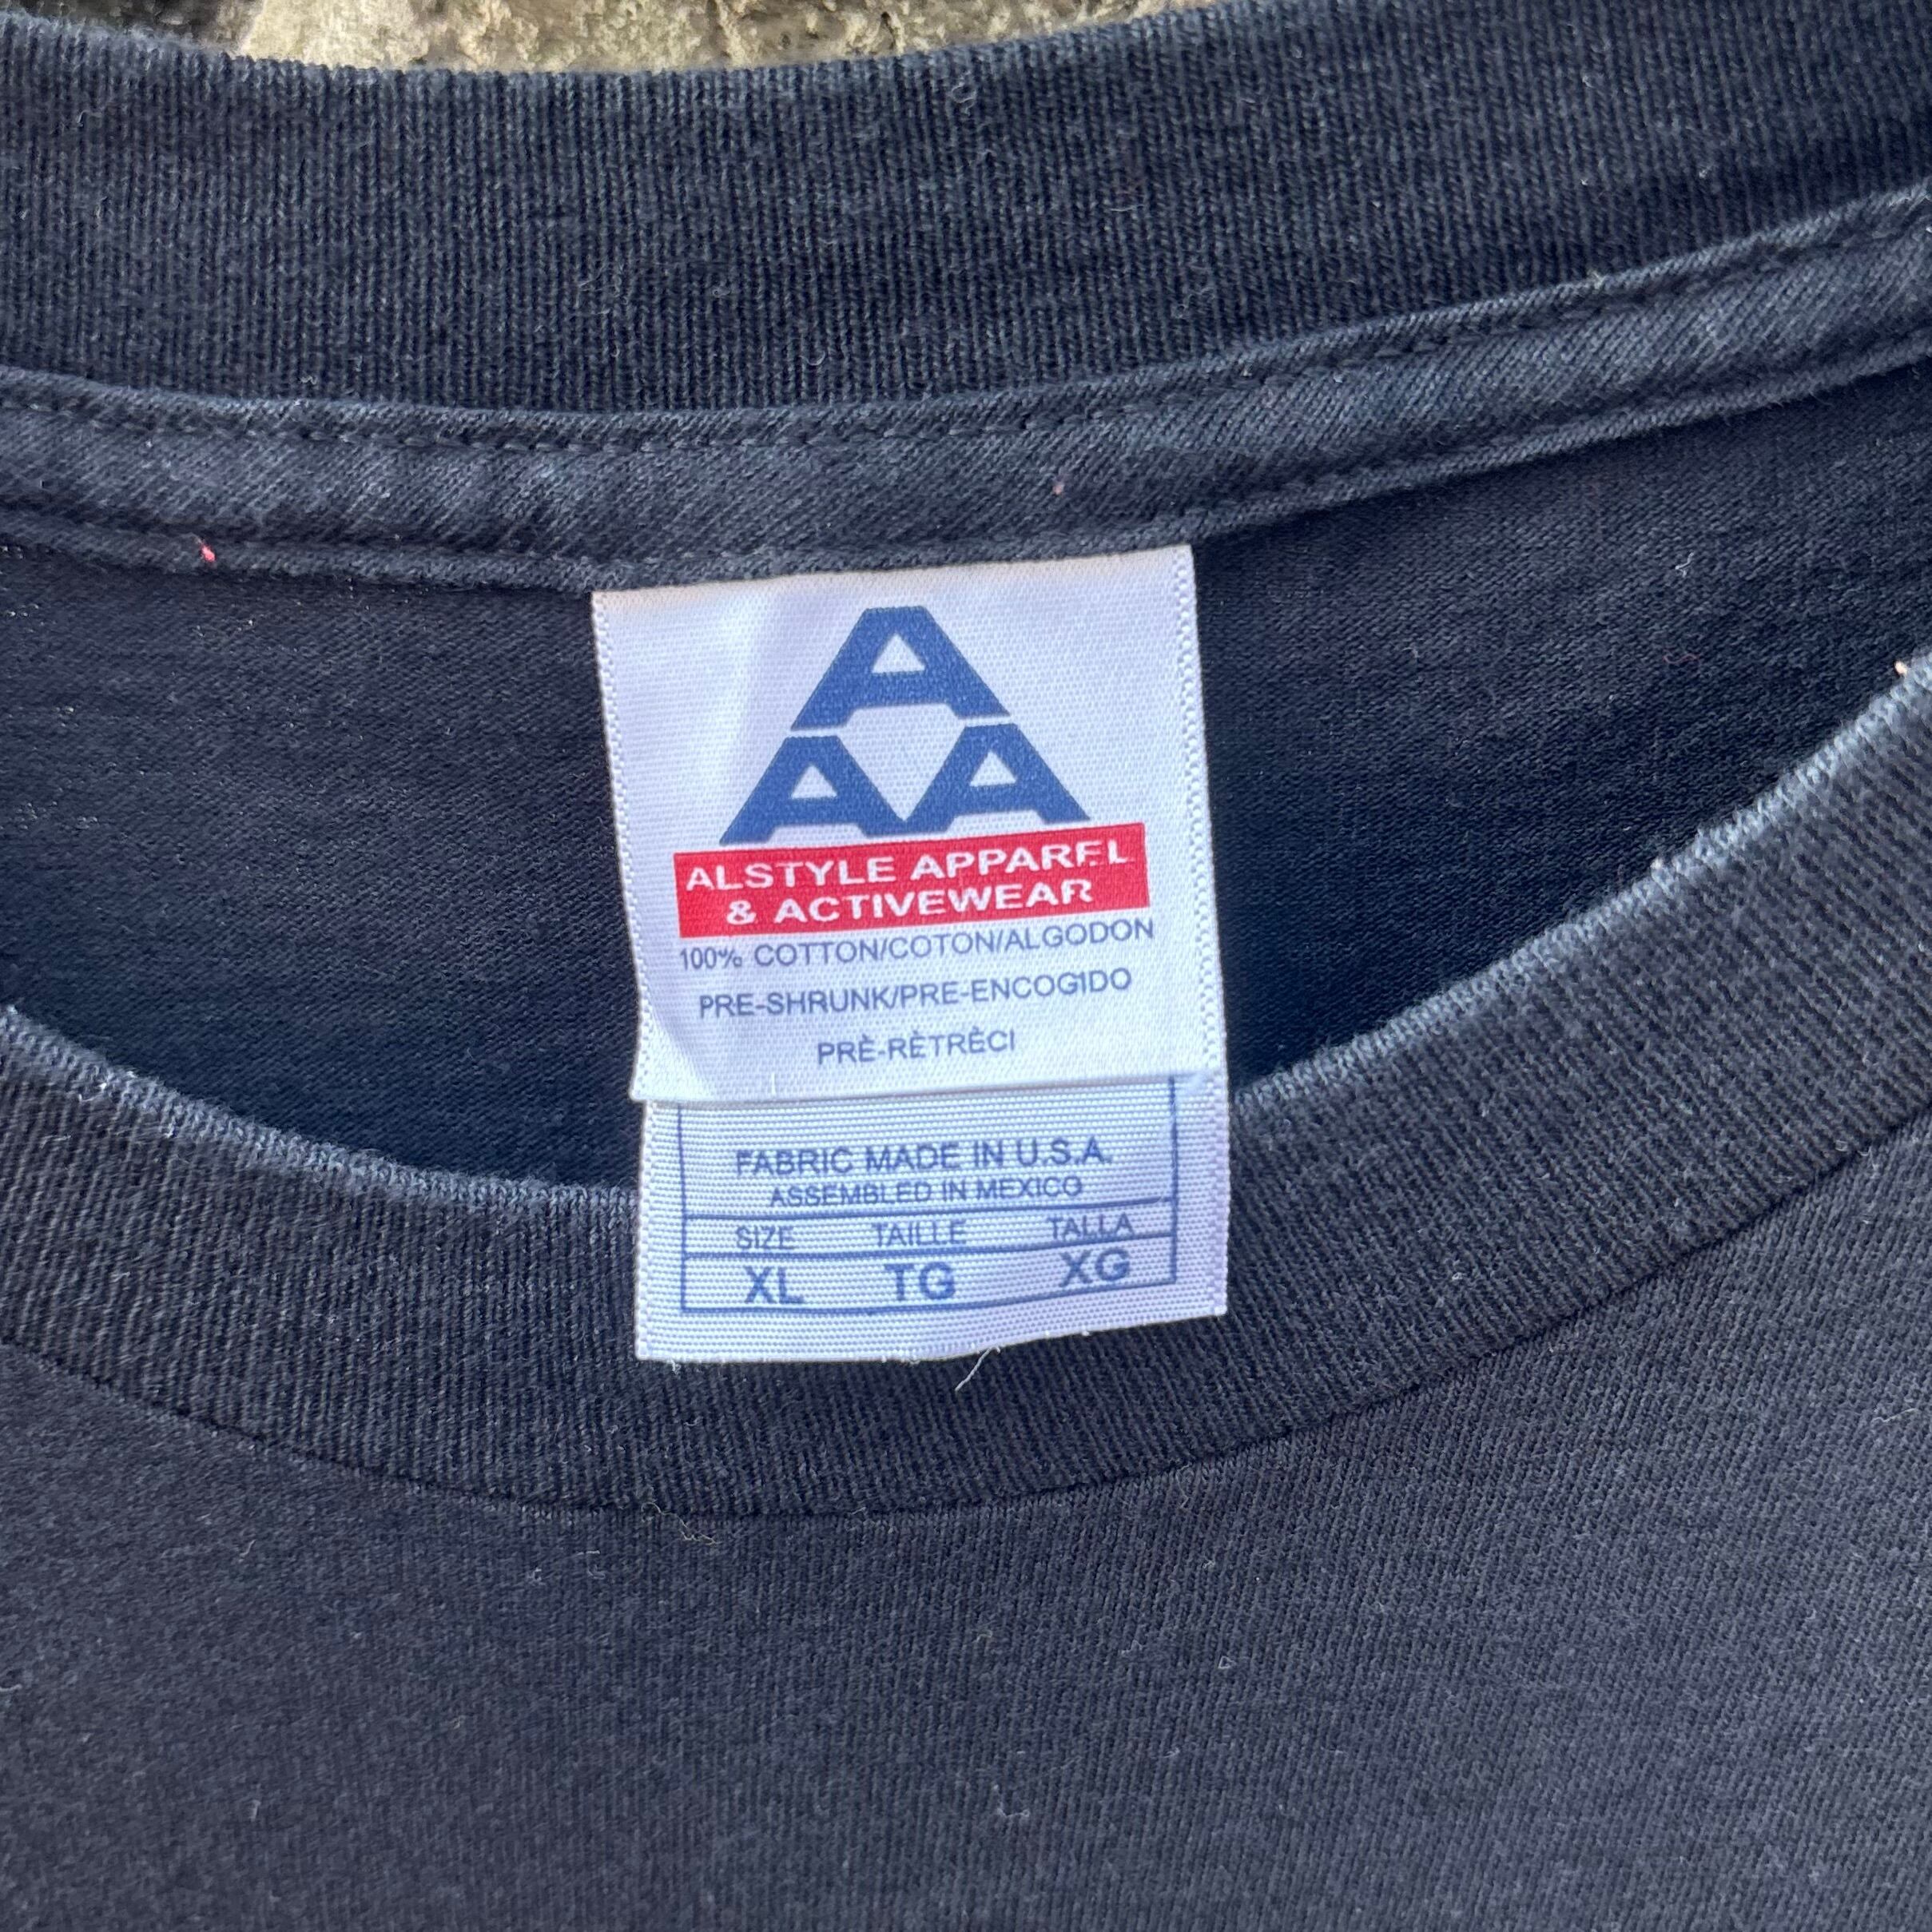 A
AA
ALSTYLE APPAREL
& ACTIVEWEAR
100% COTTON/COTON/ALGODON
PRE-SHRUNK/PRE-ENCOGIDO
PRÈ-RÈTRÈCI
FABRIC MADE IN U.S.A.
ASSEMBLED IN MEXICO
SIZE TAILLE TALLA
XL TG XG